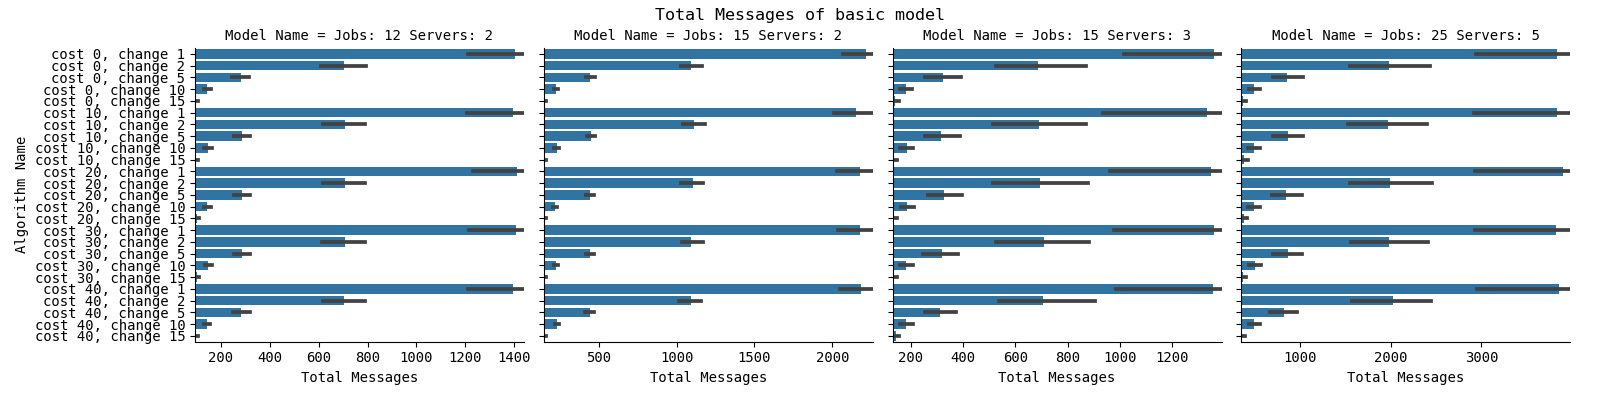 Total Messages of basic model
Model Name = Jobs: 12 Servers: 2
Model Name = Jobs: 15 Servers: 2
Model Name = Jobs: 15 Servers: 3
Model Name = Jobs: 25 Servers: 5
Algorithm Name
cost 0, change 1
cost 0, change 2
cost 0, change 5
cost 0, change 10
cost 0, change 15
cost 10, change 1
cost 10, change 2
cost 10, change 5
cost 10, change 10
cost 10, change 15
cost 20, change 1
cost 20, change 2
cost 20, change 5
cost 20, change 10
cost 20, change 15
cost 30, change 1
cost 30, change 2
cost 30, change 5
cost 30, change 10
cost 30, change 15
cost 40, change 1
cost 40, change 2
cost 40, change 5
cost 40, change 10
cost 40, change 15
200 400 600 800 1000 1200 1400
500 1000 1500 2000
200 400 600 800 1000 1200
1000 2000 3000
Total Messages
Total Messages
Total Messages
Total Messages